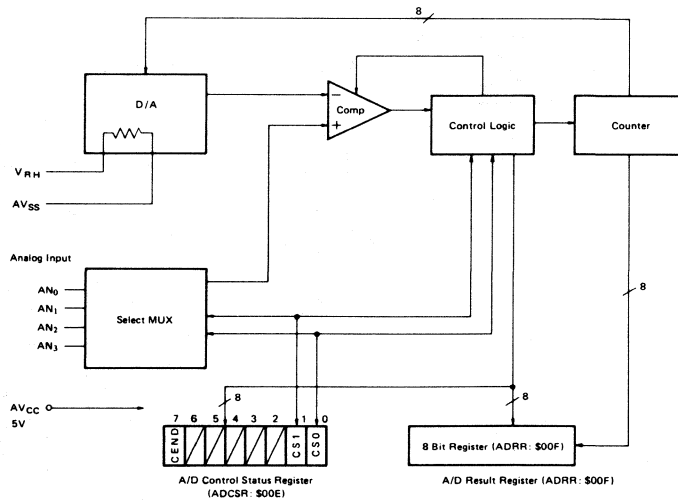 8
D/A
−
Comp
+
Control Logic
Counter
VRH
AVSS
Analog Input
AN0
AN1
AN2
AN3
Select MUX
8
AVCC
5V
8
8
7 6 5 4 3 2 1 0
CEND CS1 CS0
8 Bit Register (ADRR: $00F)
A/D Control Status Register
(ADCSR: $00E)
A/D Result Register (ADRR: $00F)